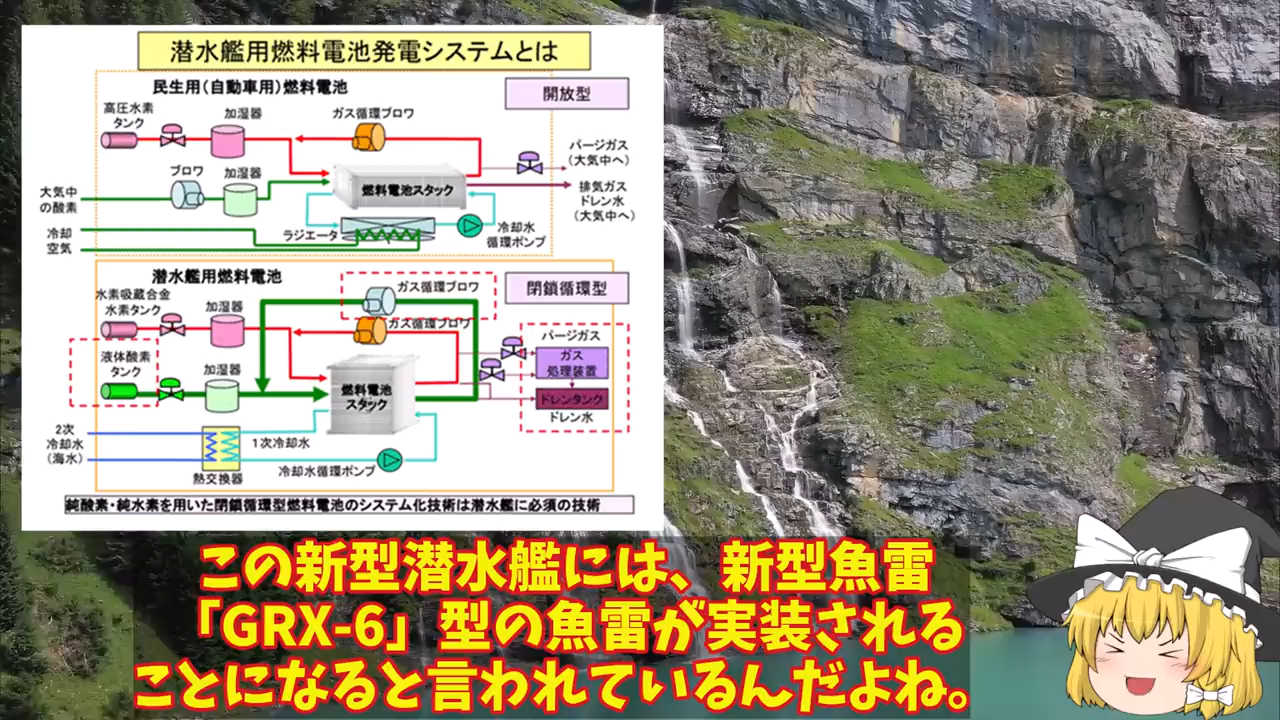 潜水艦用燃料電池発電システムとは
民生用(自動車用)燃料電池
開放型
高圧水素
タンク
加湿器
ガス循環ブロワ
パージガス
(大気中へ)
ブロワ
加湿器
燃料電池スタック
排気ガス
ドレン水
(大気中へ)
大気中
の酸素
冷却
空気
ラジエータ
冷却水
循環ポンプ
潜水艦用燃料電池
閉鎖循環型
水素吸蔵合金
水素タンク
加湿器
ガス循環ブロワ
ガス循環ブロワ
パージガス
ガス
処理装置
液体酸素
タンク
加湿器
燃料電池
スタック
ドレンタンク
ドレン水
2次
冷却水
(海水)
1次冷却水
冷却水循環ポンプ
熱交換器
純酸素・純水素を用いた閉鎖循環型燃料電池のシステム化技術は潜水艦に必須の技術
この新型潜水艦には、新型魚雷
「GRX-6」型の魚雷が実装される
ことになると言われているんだよね。